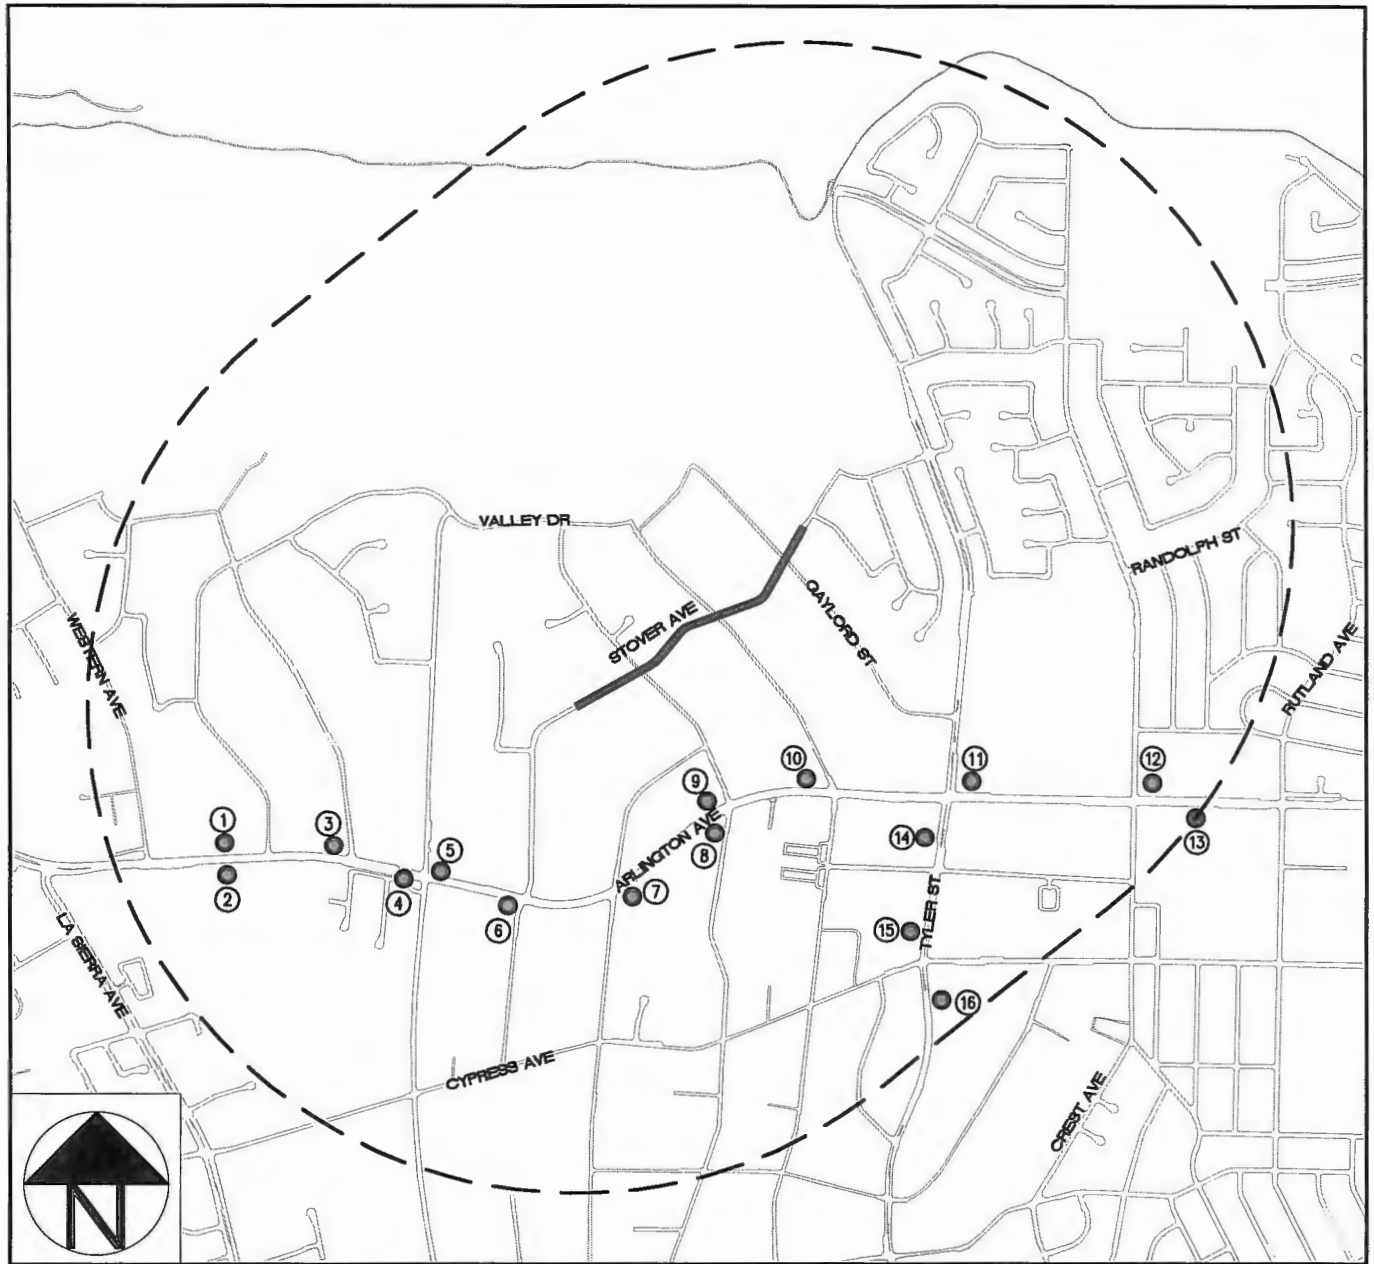 VALLEY DR
RANDOLPH ST
STOVER AVE
GAYLORD ST
WESTERN AVE
RUTLAND AVE
10
11
12
9
1
3
5
ARLINGTON AVE
8
14
13
2
4
7
6
TYLER ST
15
LA SIERRA AVE
16
CYPRESS AVE
CREST AVE
N